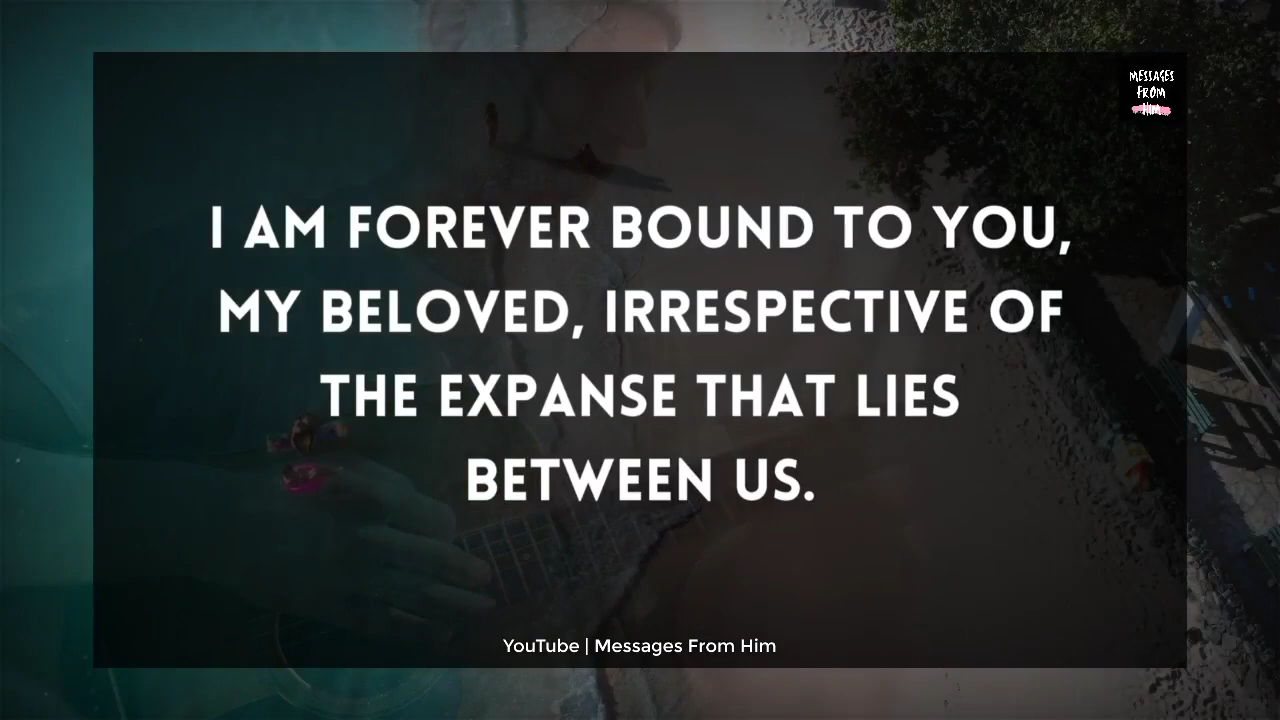 MESSAGES
FROM
HIM
I AM FOREVER BOUND TO YOU,
MY BELOVED, IRRESPECTIVE OF
THE EXPANSE THAT LIES
BETWEEN US.
YouTube | Messages From Him